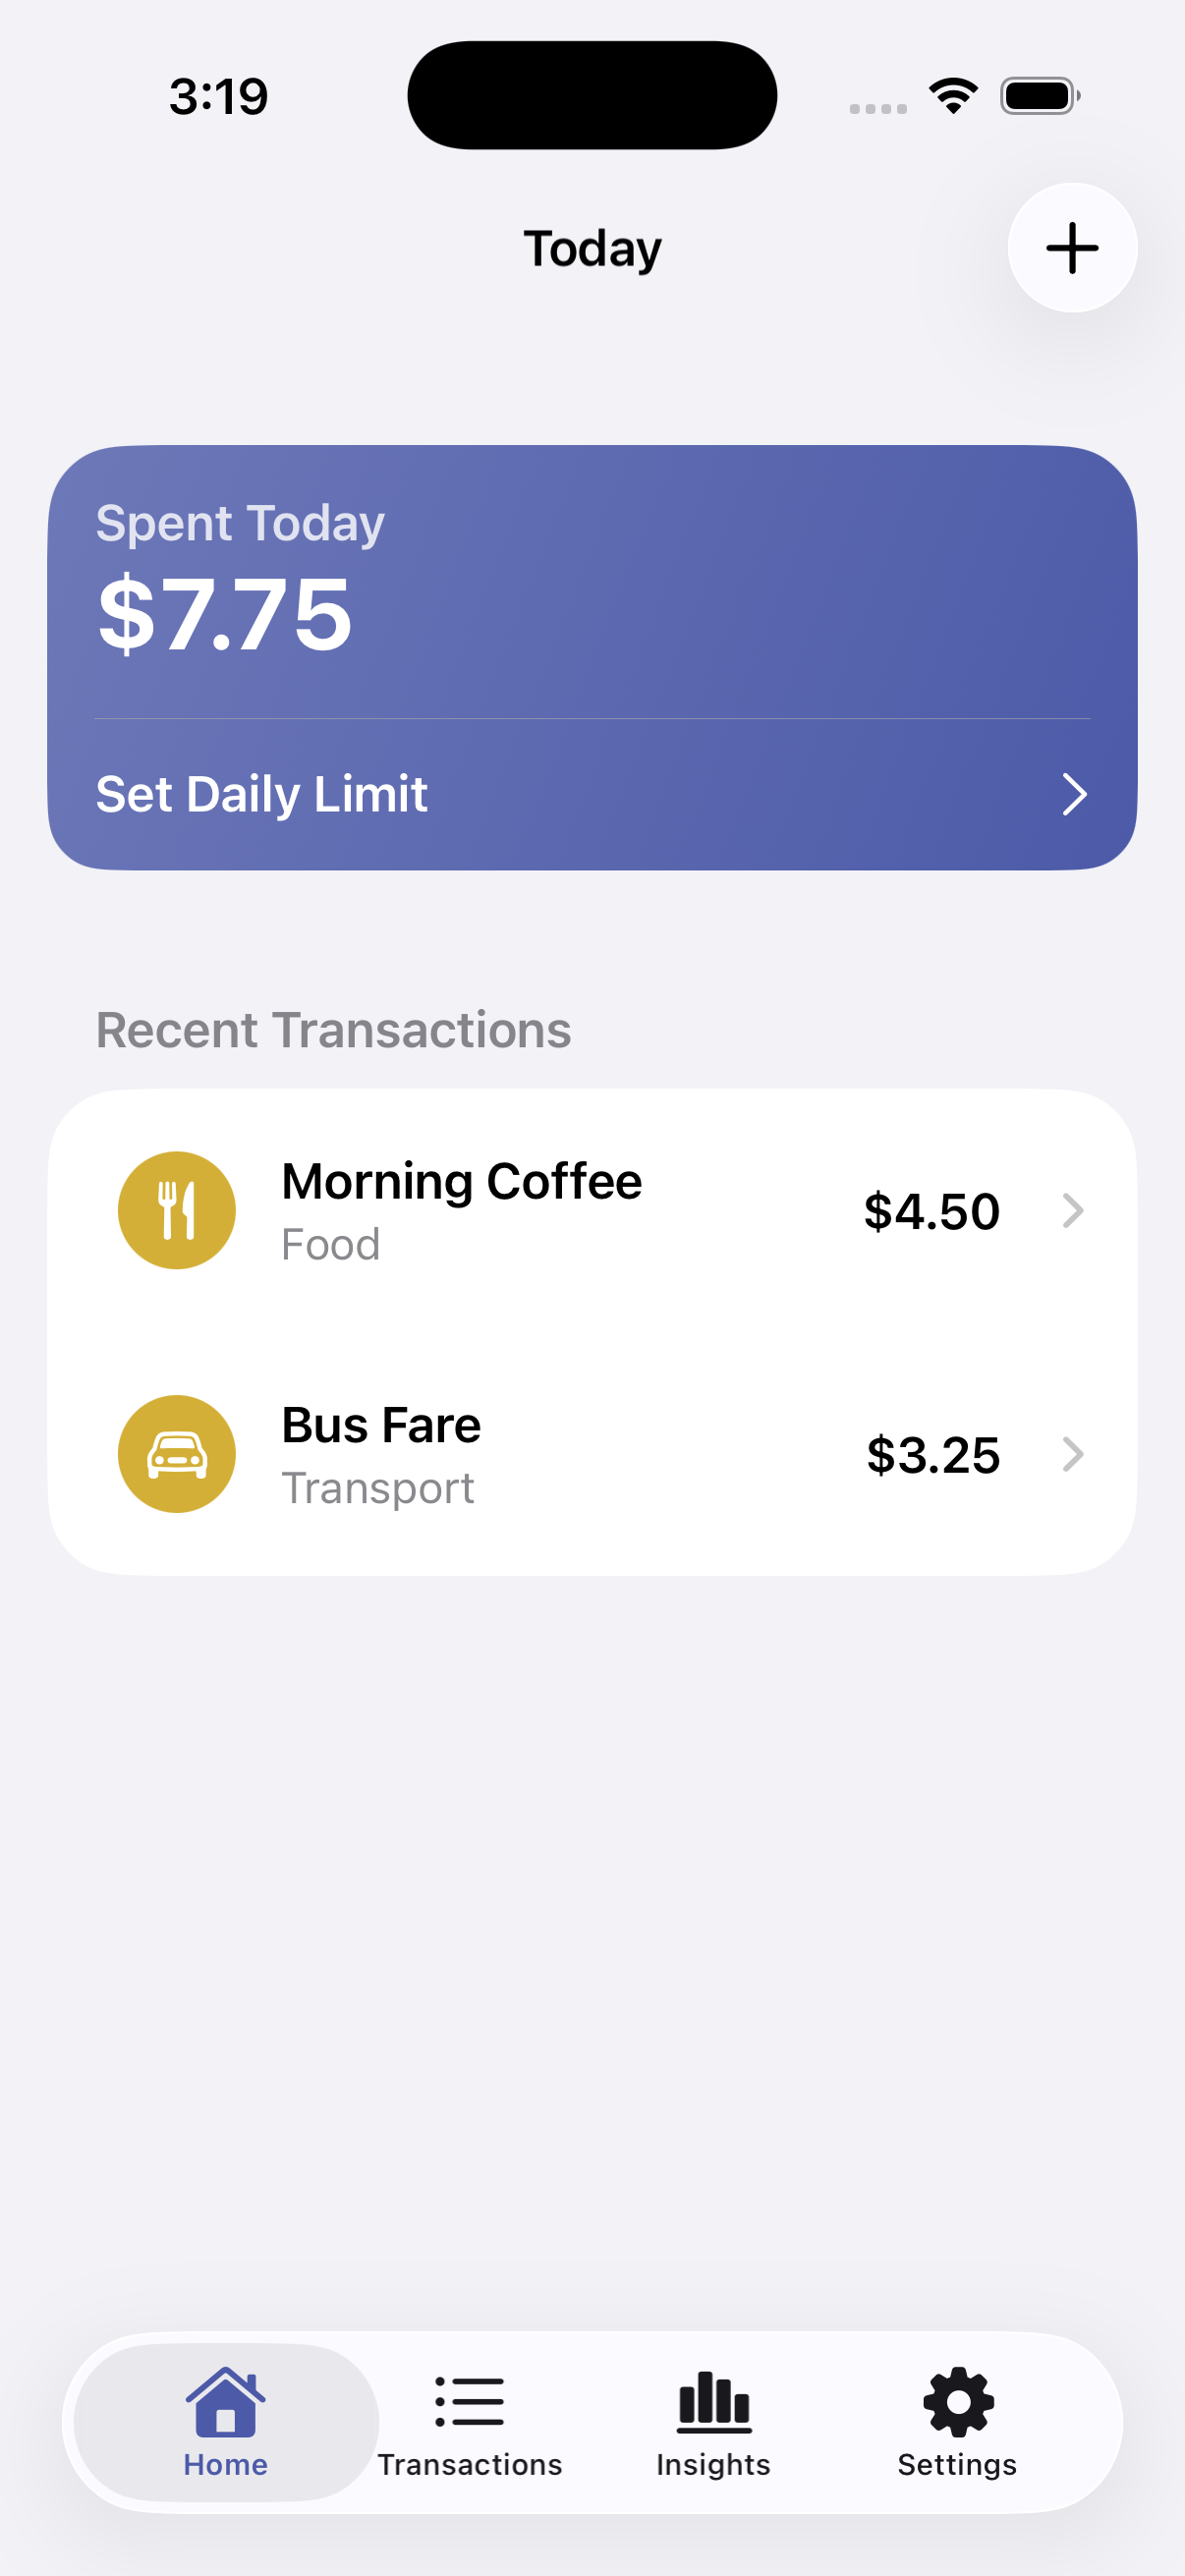 3:19
Today
Spent Today
$7.75
Set Daily Limit
Recent Transactions
Morning Coffee
Food
$4.50
Bus Fare
Transport
$3.25
Home
Transactions
Insights
Settings